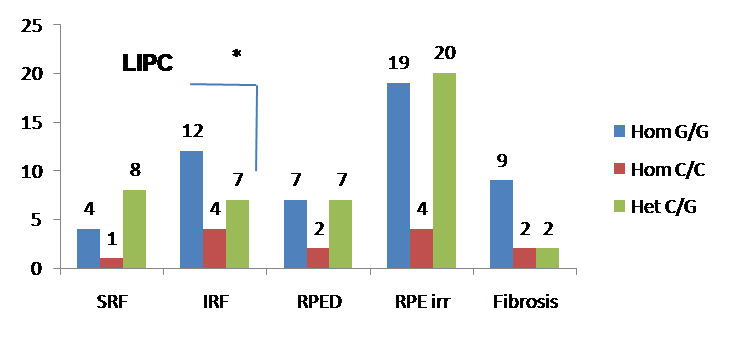 25
20
15
10
5
0
LIPC
*
4
1
8
12
4
7
7
2
7
19
4
20
9
2
2
SRF
IRF
RPED
RPE irr
Fibrosis
Hom G/G
Hom C/C
Het C/G